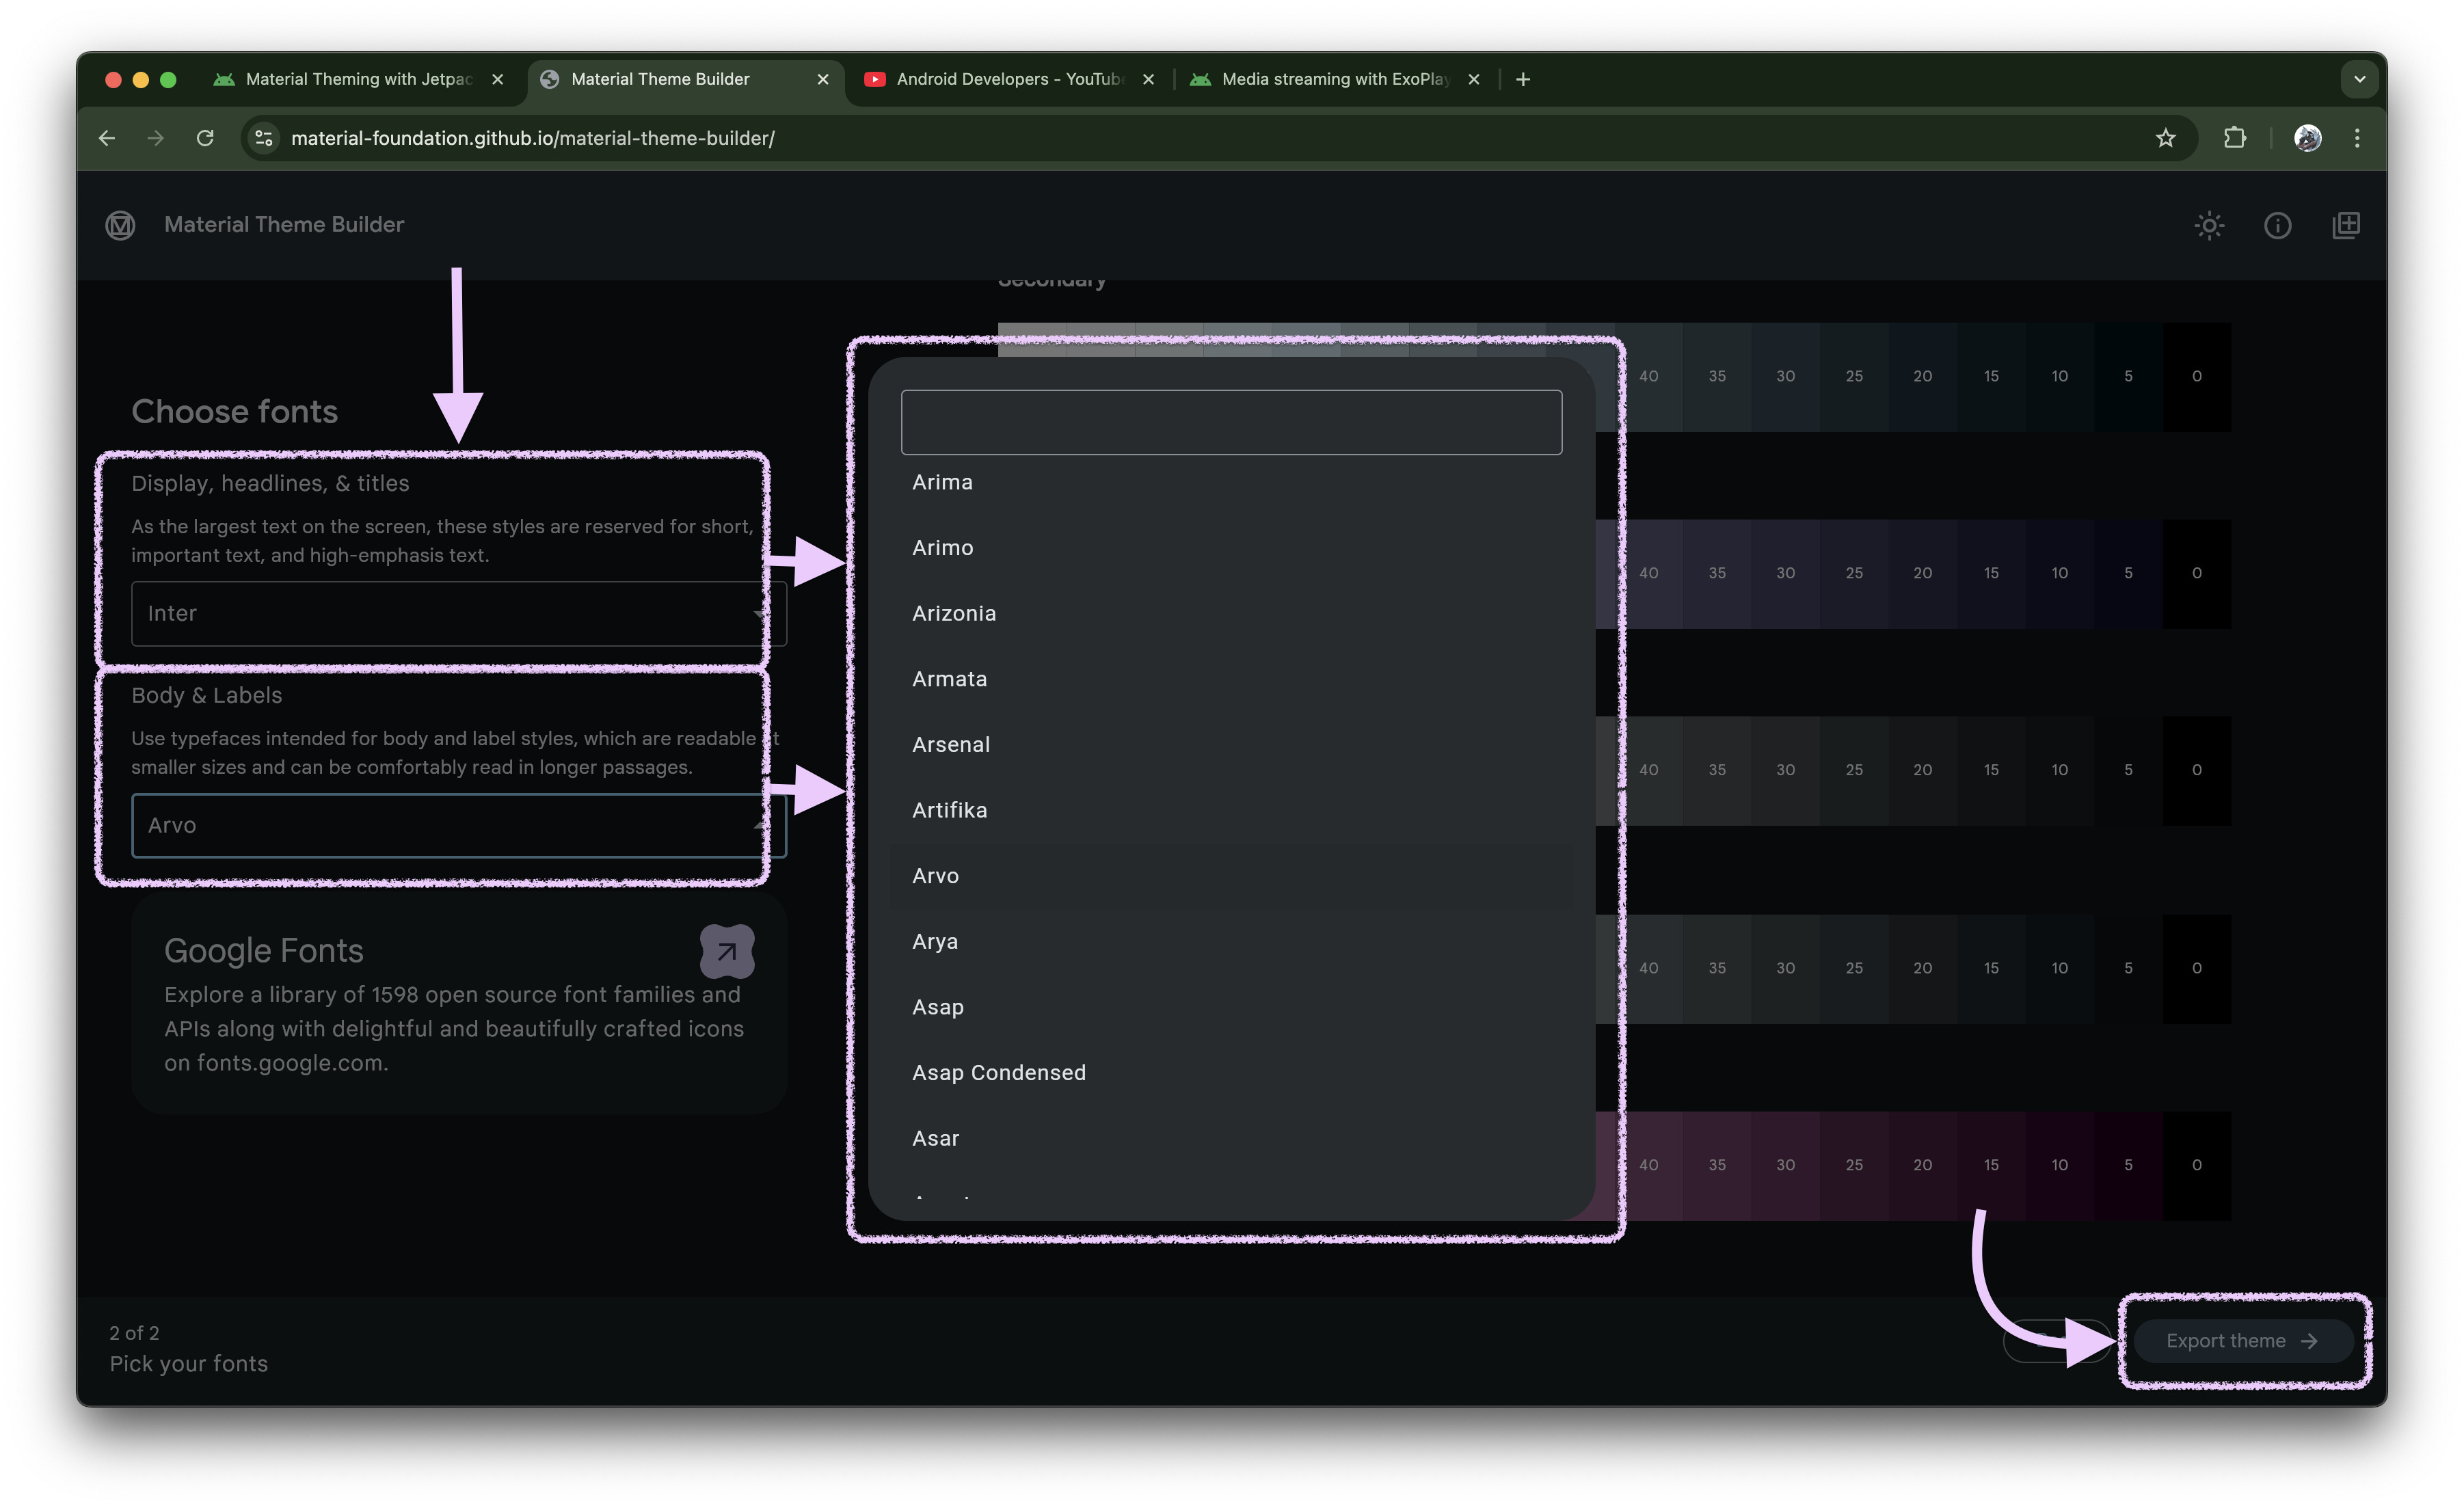 Material Theming with Jetpac
Material Theme Builder
Android Developers - YouTube
Media streaming with ExoPlay
material-foundation.github.io/material-theme-builder/
Material Theme Builder
Secondary
Choose fonts
Display, headlines, & titles
As the largest text on the screen, these styles are reserved for short,
important text, and high-emphasis text.
Inter
Body & Labels
Use typefaces intended for body and label styles, which are readable
smaller sizes and can be comfortably read in longer passages.
Arvo
Google Fonts
Explore a library of 1598 open source font families and
APIs along with delightful and beautifully crafted icons
on fonts.google.com.
Arima
Arimo
Arizonia
Armata
Arsenal
Artifika
Arvo
Arya
Asap
Asap Condensed
Asar
40 35 30 25 20 15 10 5 0
40 35 30 25 20 15 10 5 0
40 35 30 25 20 15 10 5 0
40 35 30 25 20 15 10 5 0
40 35 30 25 20 15 10 5 0
2 of 2
Pick your fonts
Export theme